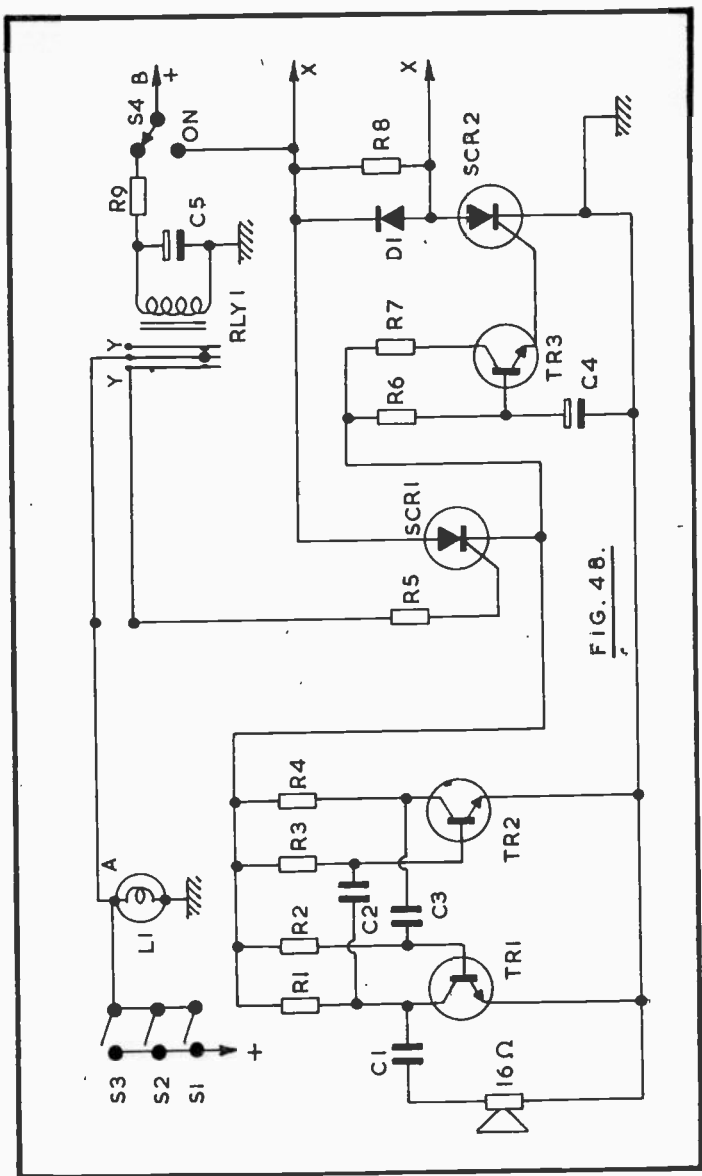 A
Y Y
R9
S4
B
+
ON
S3
S2
S1
+
L1
RLY1
C5
X
R1
R2
R3
R4
R5
R6
R7
R8
D1
X
C1
C2
C3
SCR1
SCR2
TR1
TR2
TR3
C4
16Ω
FIG. 48.